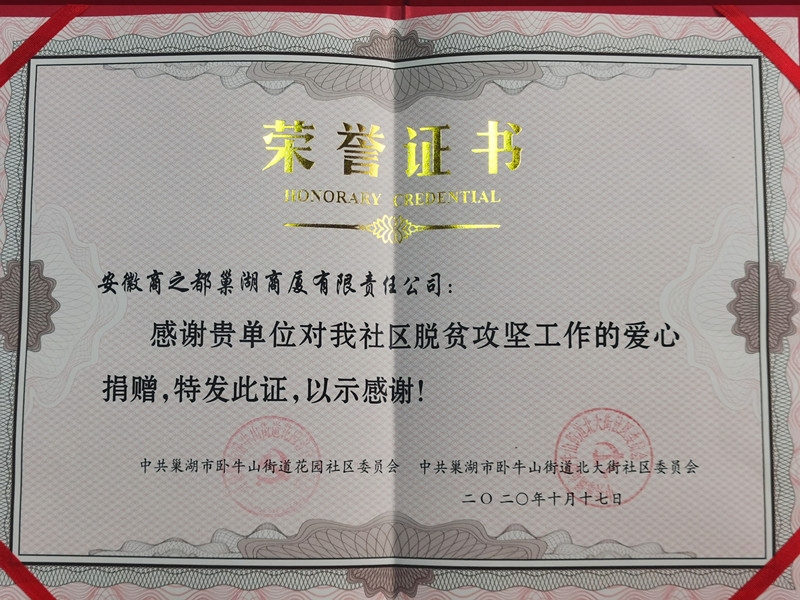 荣誉证书
HONORARY CREDENTIAL
安徽商之都巢湖商厦有限责任公司：
感谢贵单位对我社区脱贫攻坚工作的爱心
捐赠，特发此证，以示感谢！
中共巢湖市卧牛山街道花园社区委员会 中共巢湖市卧牛山街道北大街社区委员会
二〇二〇年十月十七日